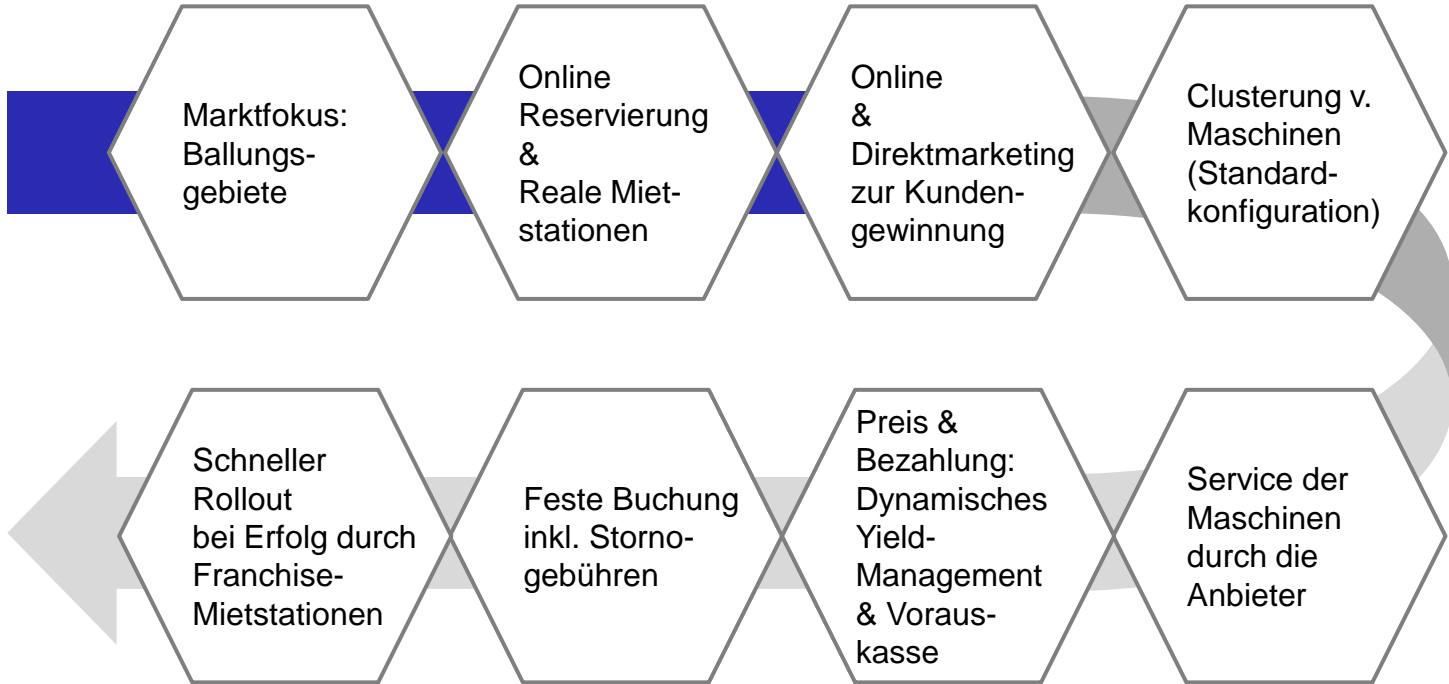 Marktfokus:
Ballungs-
gebiete
Online
Reservierung
&
Reale Miet-
stationen
Online
&
Direktmarketing
zur Kunden-
gewinnung
Clusterung v.
Maschinen
(Standard-
konfiguration)
Service der
Maschinen
durch die
Anbieter
Preis &
Bezahlung:
Dynamisches
Yield-
Management
& Voraus-
kasse
Feste Buchung
inkl. Storno-
gebühren
Schneller
Rollout
bei Erfolg durch
Franchise-
Mietstationen